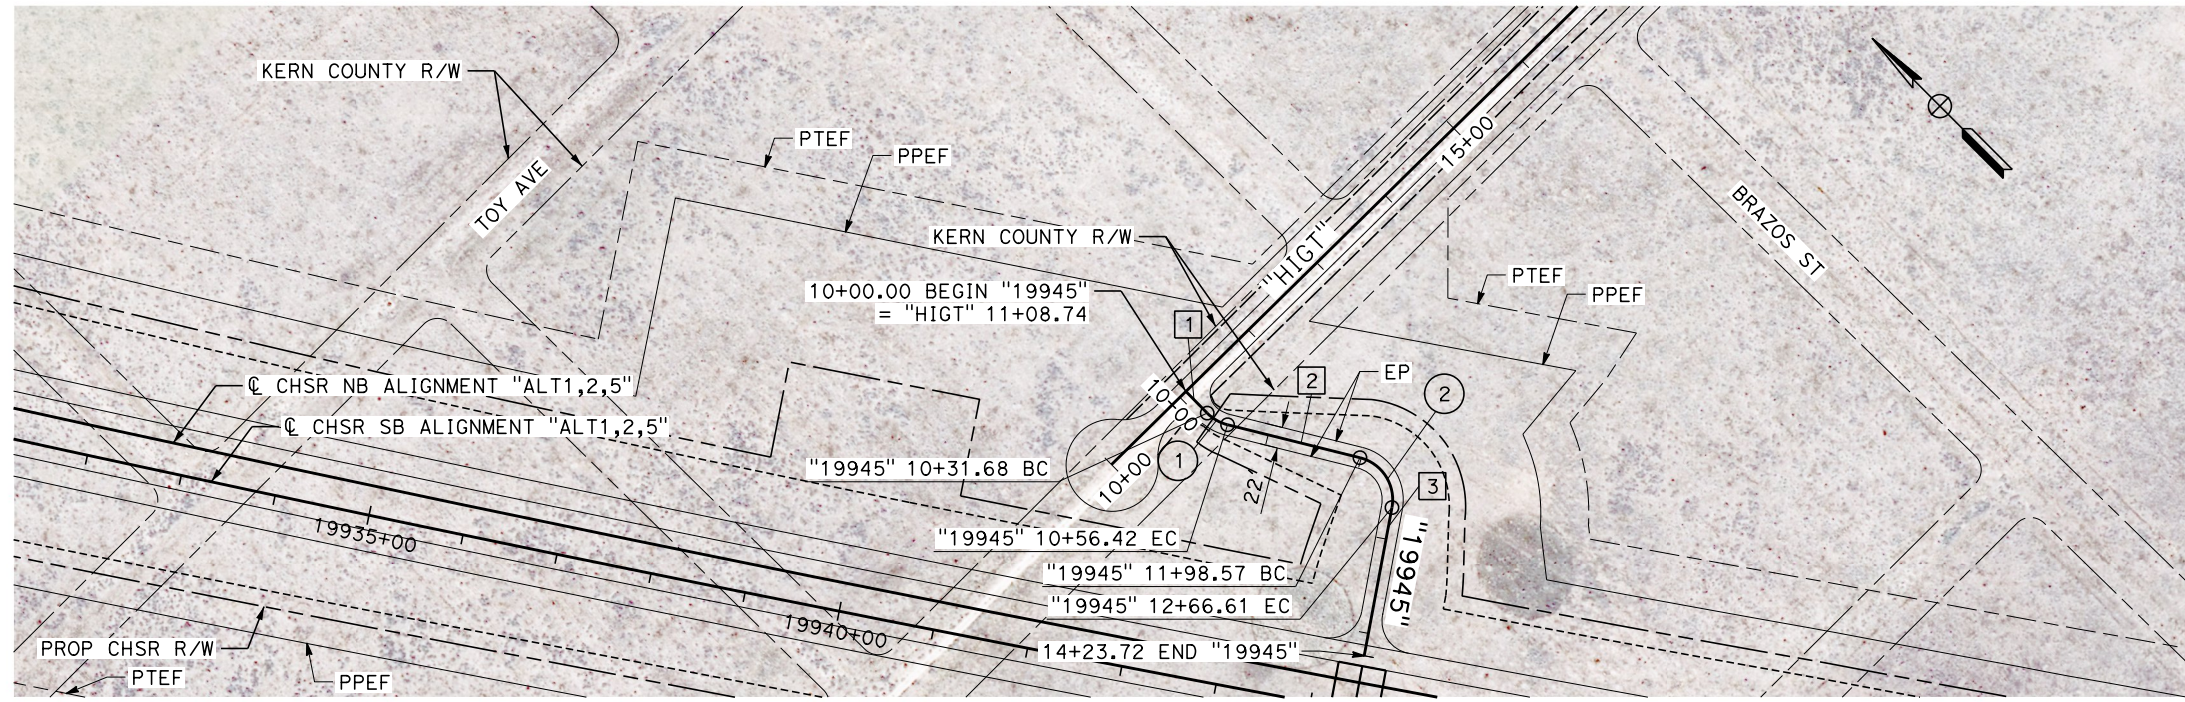 KERN COUNTY R/W
PTEF
PPEF
TOY AVE
KERN COUNTY R/W
10+00.00 BEGIN "19945"
= "HIGT" 11+08.74
"HIGT"
15+00
BRAZOS ST
PTEF
PPEF
1
2
EP
2
℄ CHSR NB ALIGNMENT "ALT1,2,5"
℄ CHSR SB ALIGNMENT "ALT1,2,5"
10+00
1
10+00
"19945" 10+31.68 BC
22
3
19935+00
"19945" 10+56.42 EC
"19945" 11+98.57 BC
"19945" 12+66.61 EC
"19945"
19940+00
14+23.72 END "19945"
PROP CHSR R/W
PTEF
PPEF